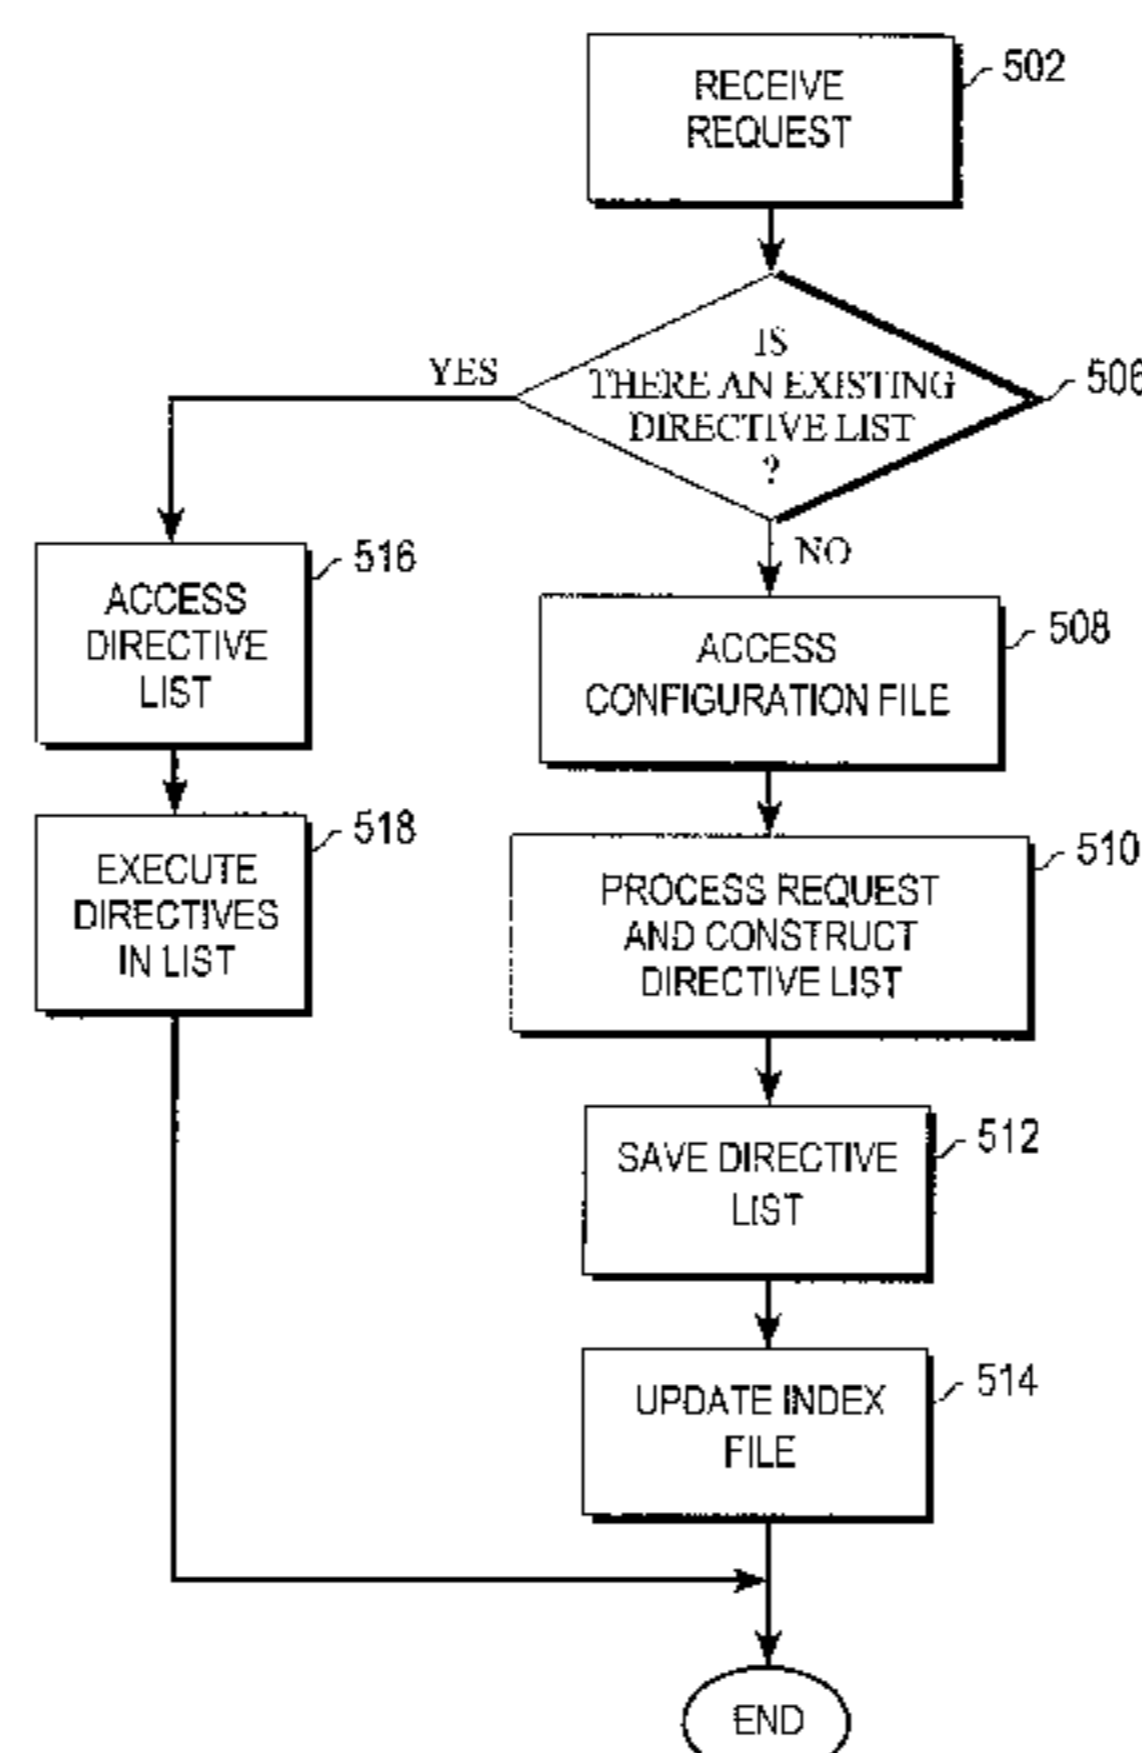 RECEIVE
REQUEST
502
IS
THERE AN EXISTING
DIRECTIVE LIST
?
506
YES
NO
ACCESS
DIRECTIVE
LIST
516
ACCESS
CONFIGURATION FILE
508
EXECUTE
DIRECTIVES
IN LIST
518
PROCESS REQUEST
AND CONSTRUCT
DIRECTIVE LIST
510
SAVE DIRECTIVE
LIST
512
UPDATE INDEX
FILE
514
END